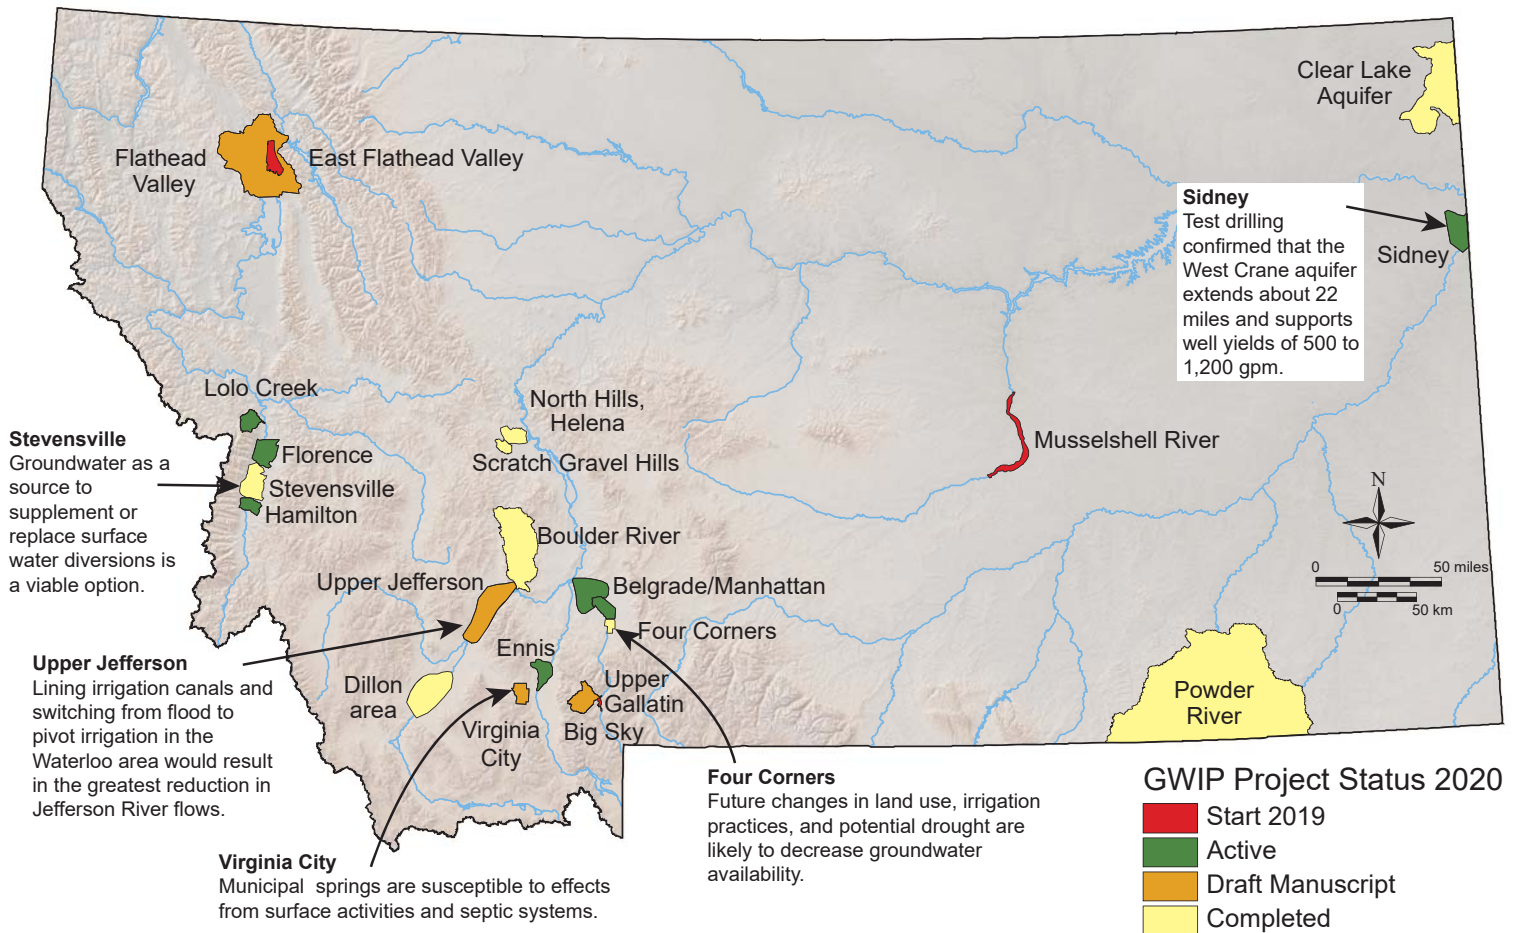 Clear Lake
Aquifer
Flathead
Valley
East Flathead Valley
Sidney
Test drilling
confirmed that the
West Crane aquifer
extends about 22
miles and supports
well yields of 500 to
1,200 gpm.
Sidney
Lolo Creek
North Hills,
Helena
Scratch Gravel Hills
Musselshell River
Stevensville
Groundwater as a
source to
supplement or
replace surface
water diversions is
a viable option.
Florence
Stevensville
Hamilton
Boulder River
N
0
50 miles
0
50 km
Upper Jefferson
Belgrade/Manhattan
Four Corners
Ennis
Upper Jefferson
Lining irrigation canals and
switching from flood to
pivot irrigation in the
Waterloo area would result
in the greatest reduction in
Jefferson River flows.
Dillon
area
Virginia
City
Upper
Gallatin
Big Sky
Powder
River
Virginia City
Municipal springs are susceptible to effects
from surface activities and septic systems.
Four Corners
Future changes in land use, irrigation
practices, and potential drought are
likely to decrease groundwater
availability.
GWIP Project Status 2020
Start 2019
Active
Draft Manuscript
Completed